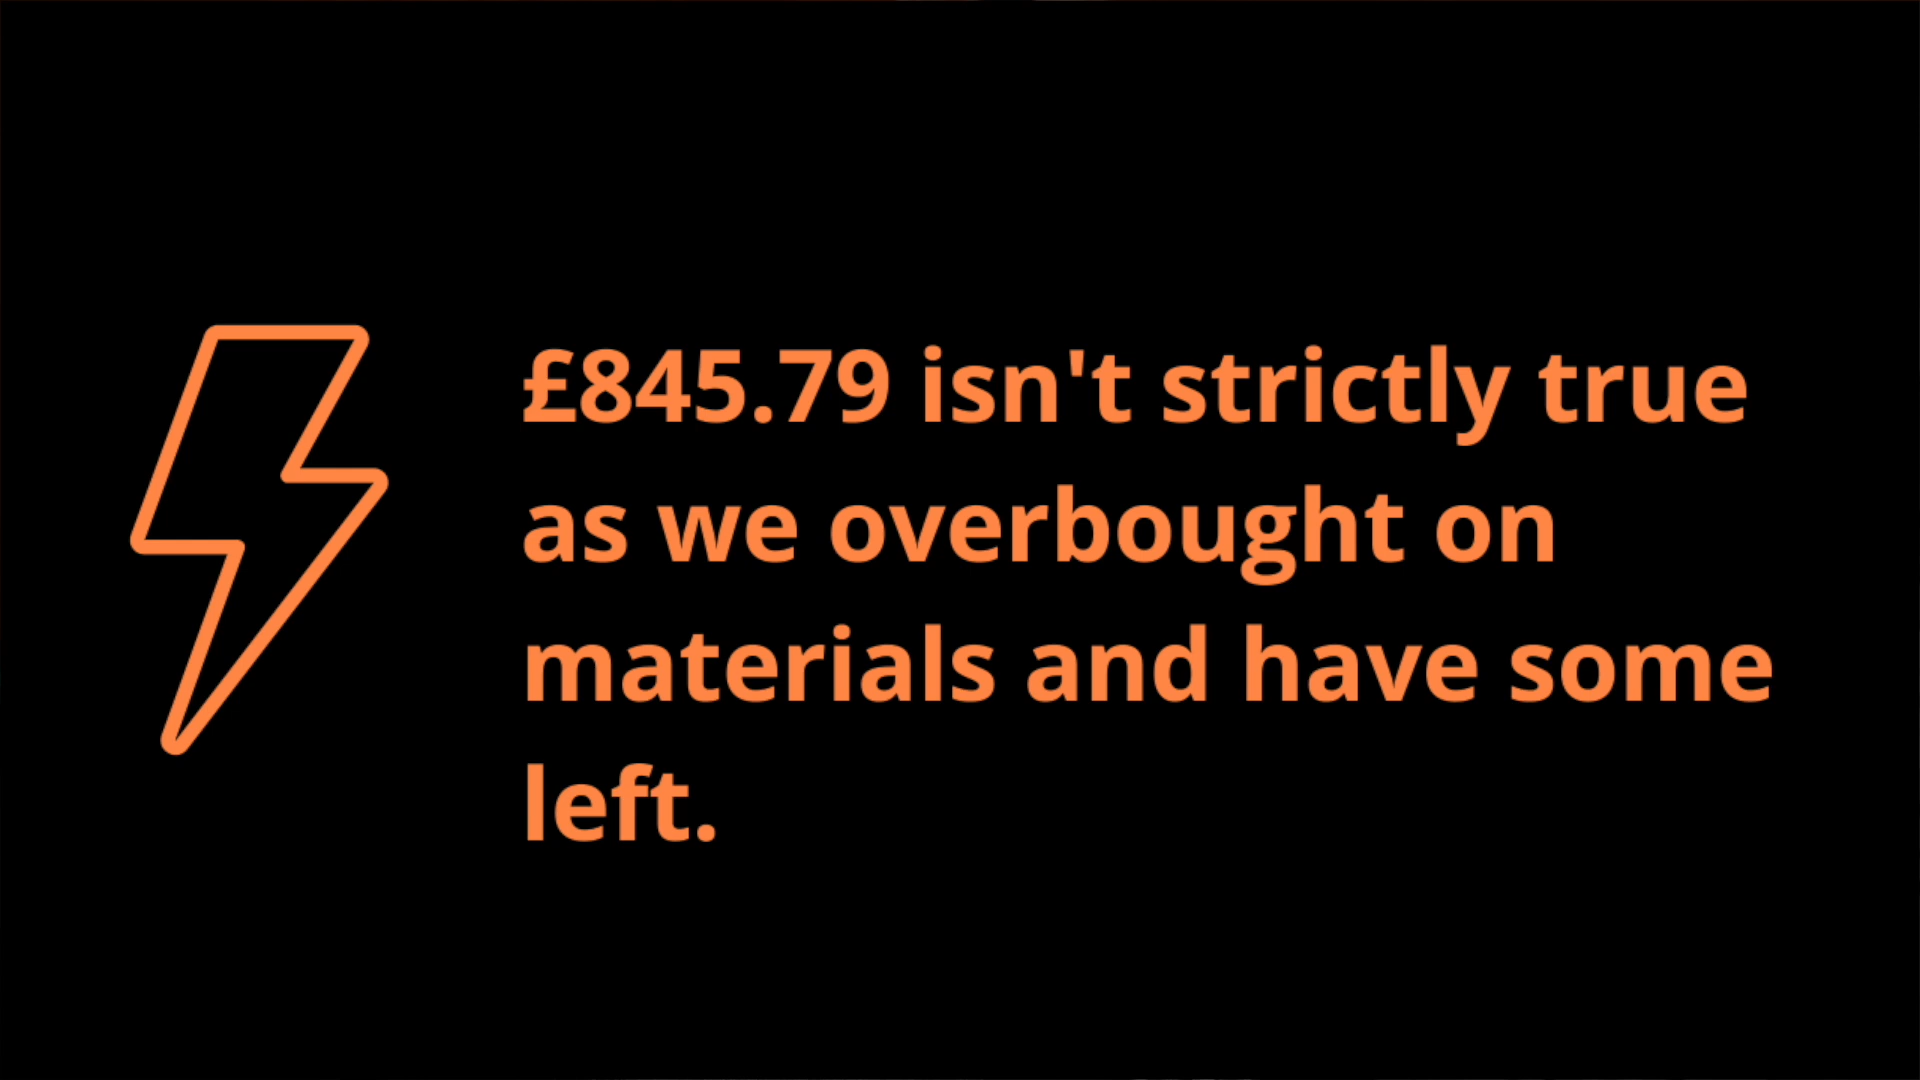 £845.79 isn't strictly true
as we overbought on
materials and have some
left.